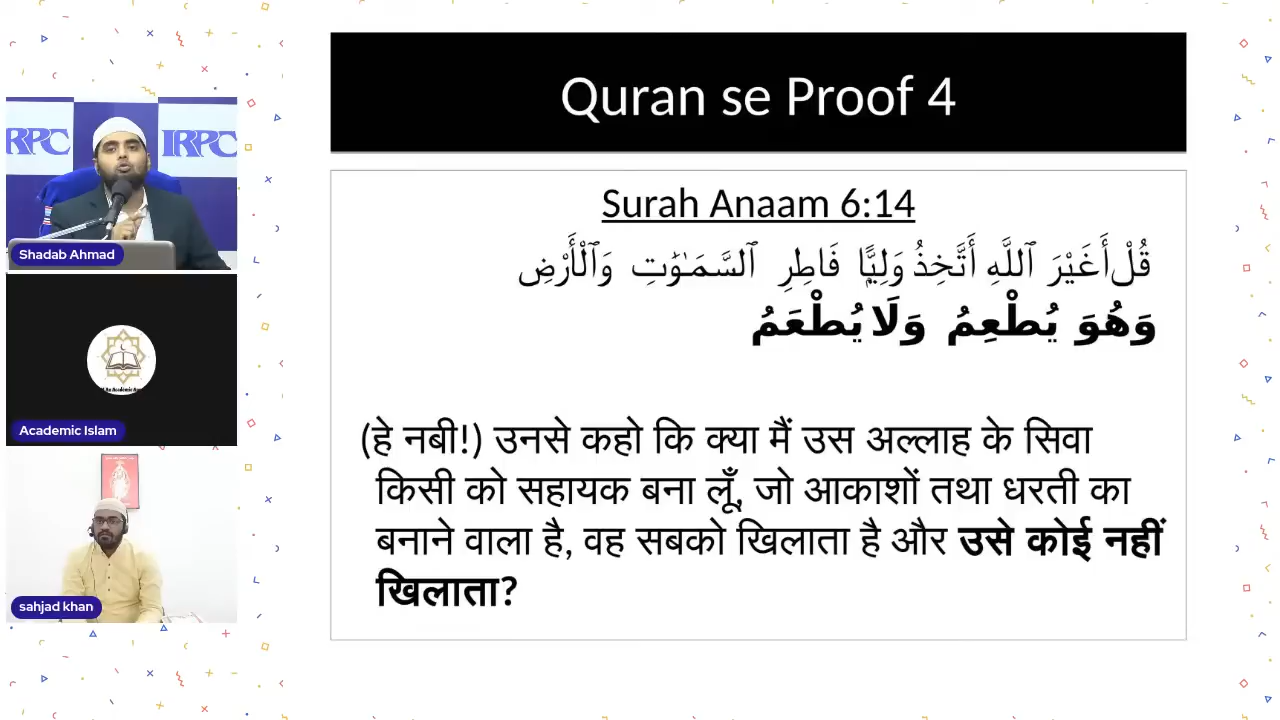 Quran se Proof 4
Surah Anaam 6:14
قُلْ أَغَيْرَ ٱللَّهِ أَتَّخِذُ وَلِيًّا فَاطِرِ ٱلسَّمَـٰوَٰتِ وَٱلْأَرْضِ
وَهُوَ يُطْعِمُ وَلَا يُطْعَمُ
(हे नबी!) उनसे कहो कि क्या मैं उस अल्लाह के सिवा
किसी को सहायक बना लूँ, जो आकाशों तथा धरती का
बनाने वाला है, वह सबको खिलाता है और उसे कोई नहीं
खिलाता?
RPC IRPC
Shadab Ahmad
Academic Islam
sahjad khan